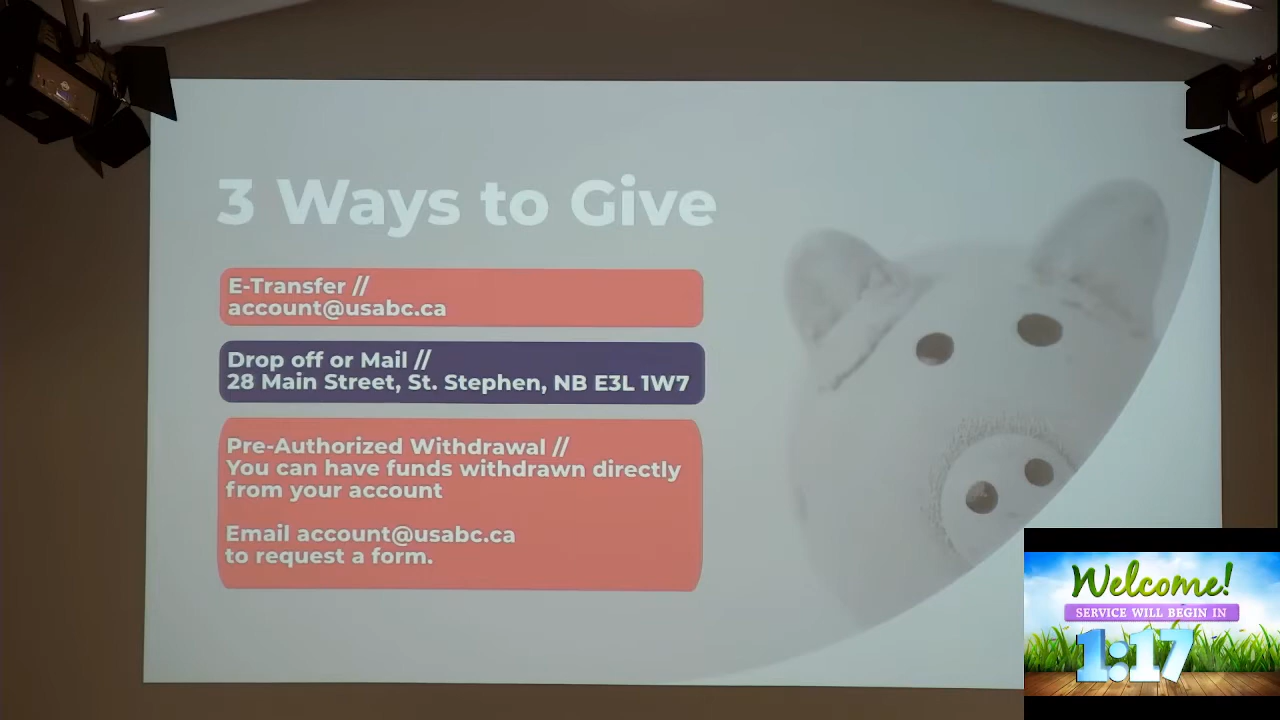 3 Ways to Give
E-Transfer //
account@usabc.ca
Drop off or Mail //
28 Main Street, St. Stephen, NB E3L 1W7
Pre-Authorized Withdrawal //
You can have funds withdrawn directly
from your account
Email account@usabc.ca
to request a form.
Welcome!
SERVICE WILL BEGIN IN
1:17